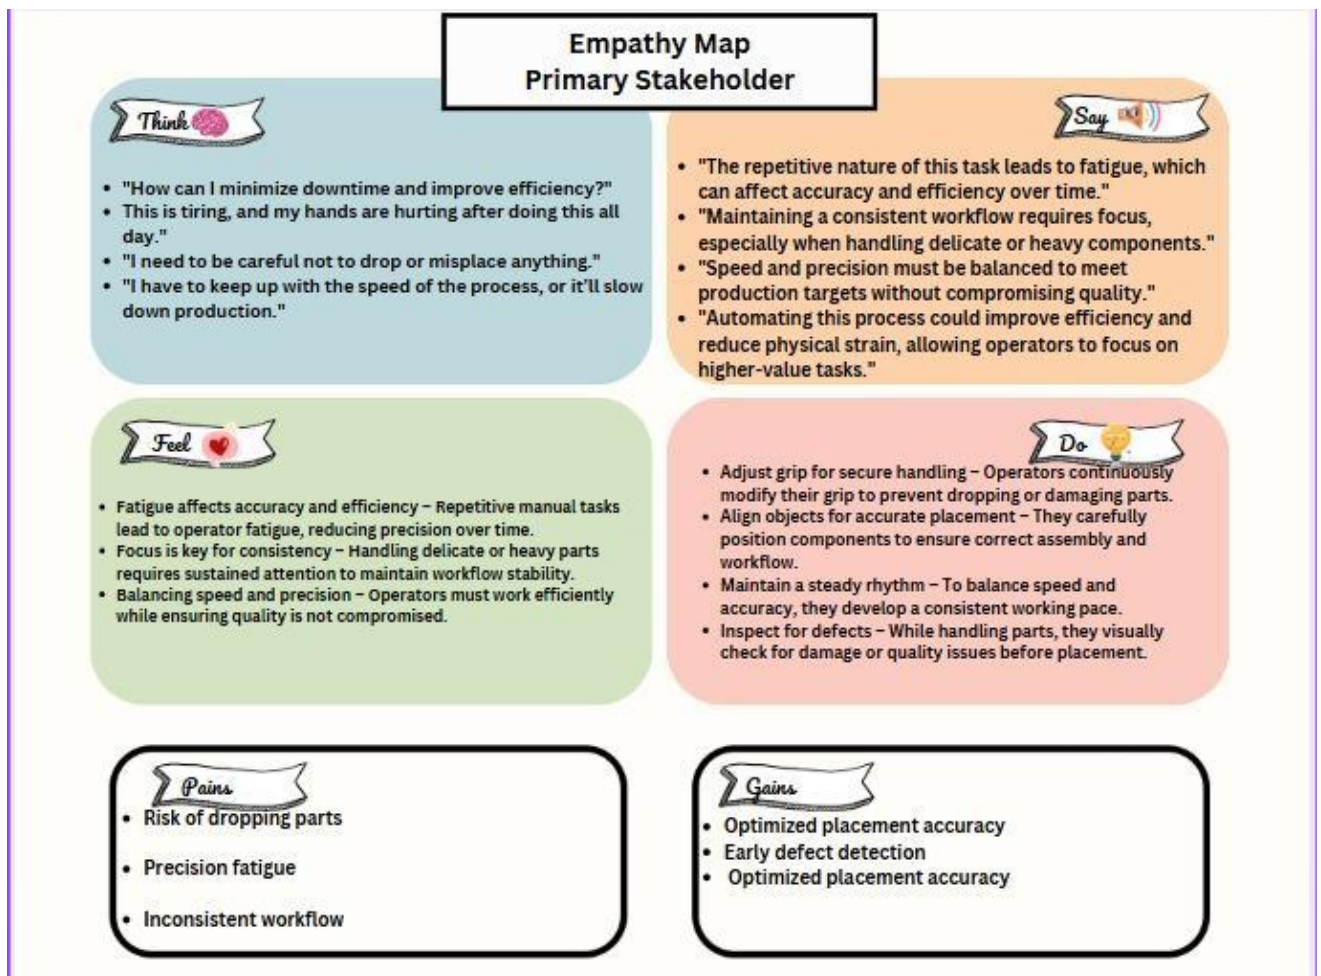 Empathy Map
Primary Stakeholder
Think
• "How can I minimize downtime and improve efficiency?"
• This is tiring, and my hands are hurting after doing this all
day."
• "I need to be careful not to drop or misplace anything."
• "I have to keep up with the speed of the process, or it'll slow
down production."
Say
• "The repetitive nature of this task leads to fatigue, which
can affect accuracy and efficiency over time."
• "Maintaining a consistent workflow requires focus,
especially when handling delicate or heavy components."
• "Speed and precision must be balanced to meet
production targets without compromising quality."
• "Automating this process could improve efficiency and
reduce physical strain, allowing operators to focus on
higher-value tasks."
Feel
• Fatigue affects accuracy and efficiency – Repetitive manual tasks
lead to operator fatigue, reducing precision over time.
• Focus is key for consistency – Handling delicate or heavy parts
requires sustained attention to maintain workflow stability.
• Balancing speed and precision – Operators must work efficiently
while ensuring quality is not compromised.
Do
• Adjust grip for secure handling – Operators continuously
modify their grip to prevent dropping or damaging parts.
• Align objects for accurate placement – They carefully
position components to ensure correct assembly and
workflow.
• Maintain a steady rhythm – To balance speed and
accuracy, they develop a consistent working pace.
• Inspect for defects – While handling parts, they visually
check for damage or quality issues before placement.
Pains
• Risk of dropping parts
• Precision fatigue
• Inconsistent workflow
Gains
• Optimized placement accuracy
• Early defect detection
• Optimized placement accuracy